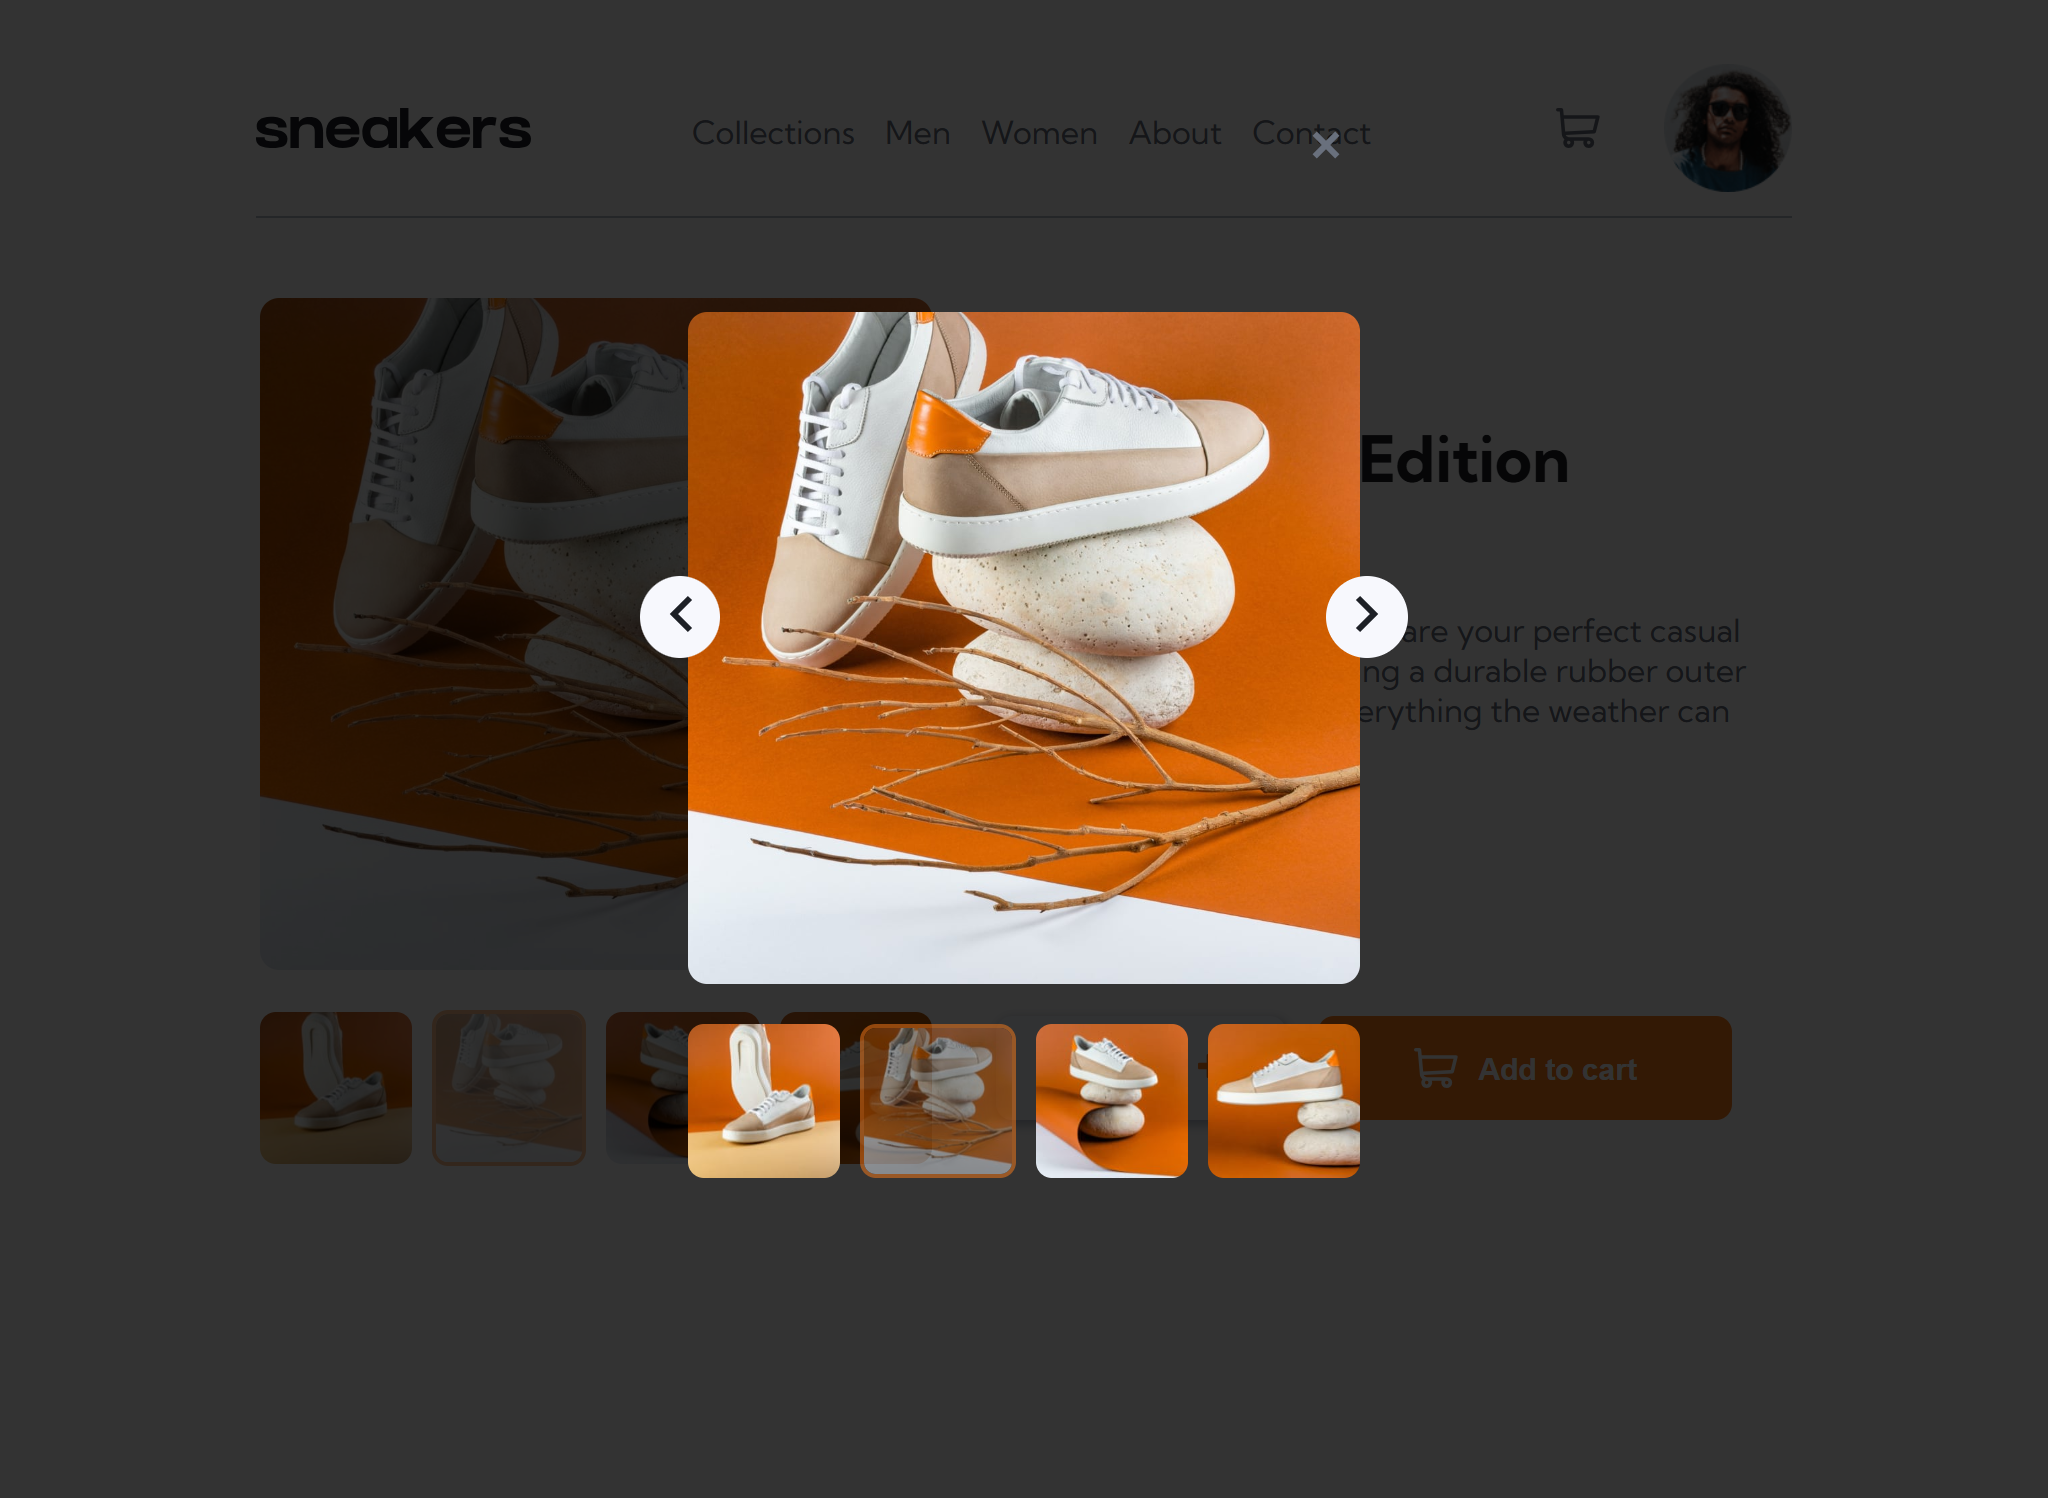 sneakers
Collections Men Women About Contact
Edition
are your perfect casual
ng a durable rubber outer
erything the weather can
Add to cart